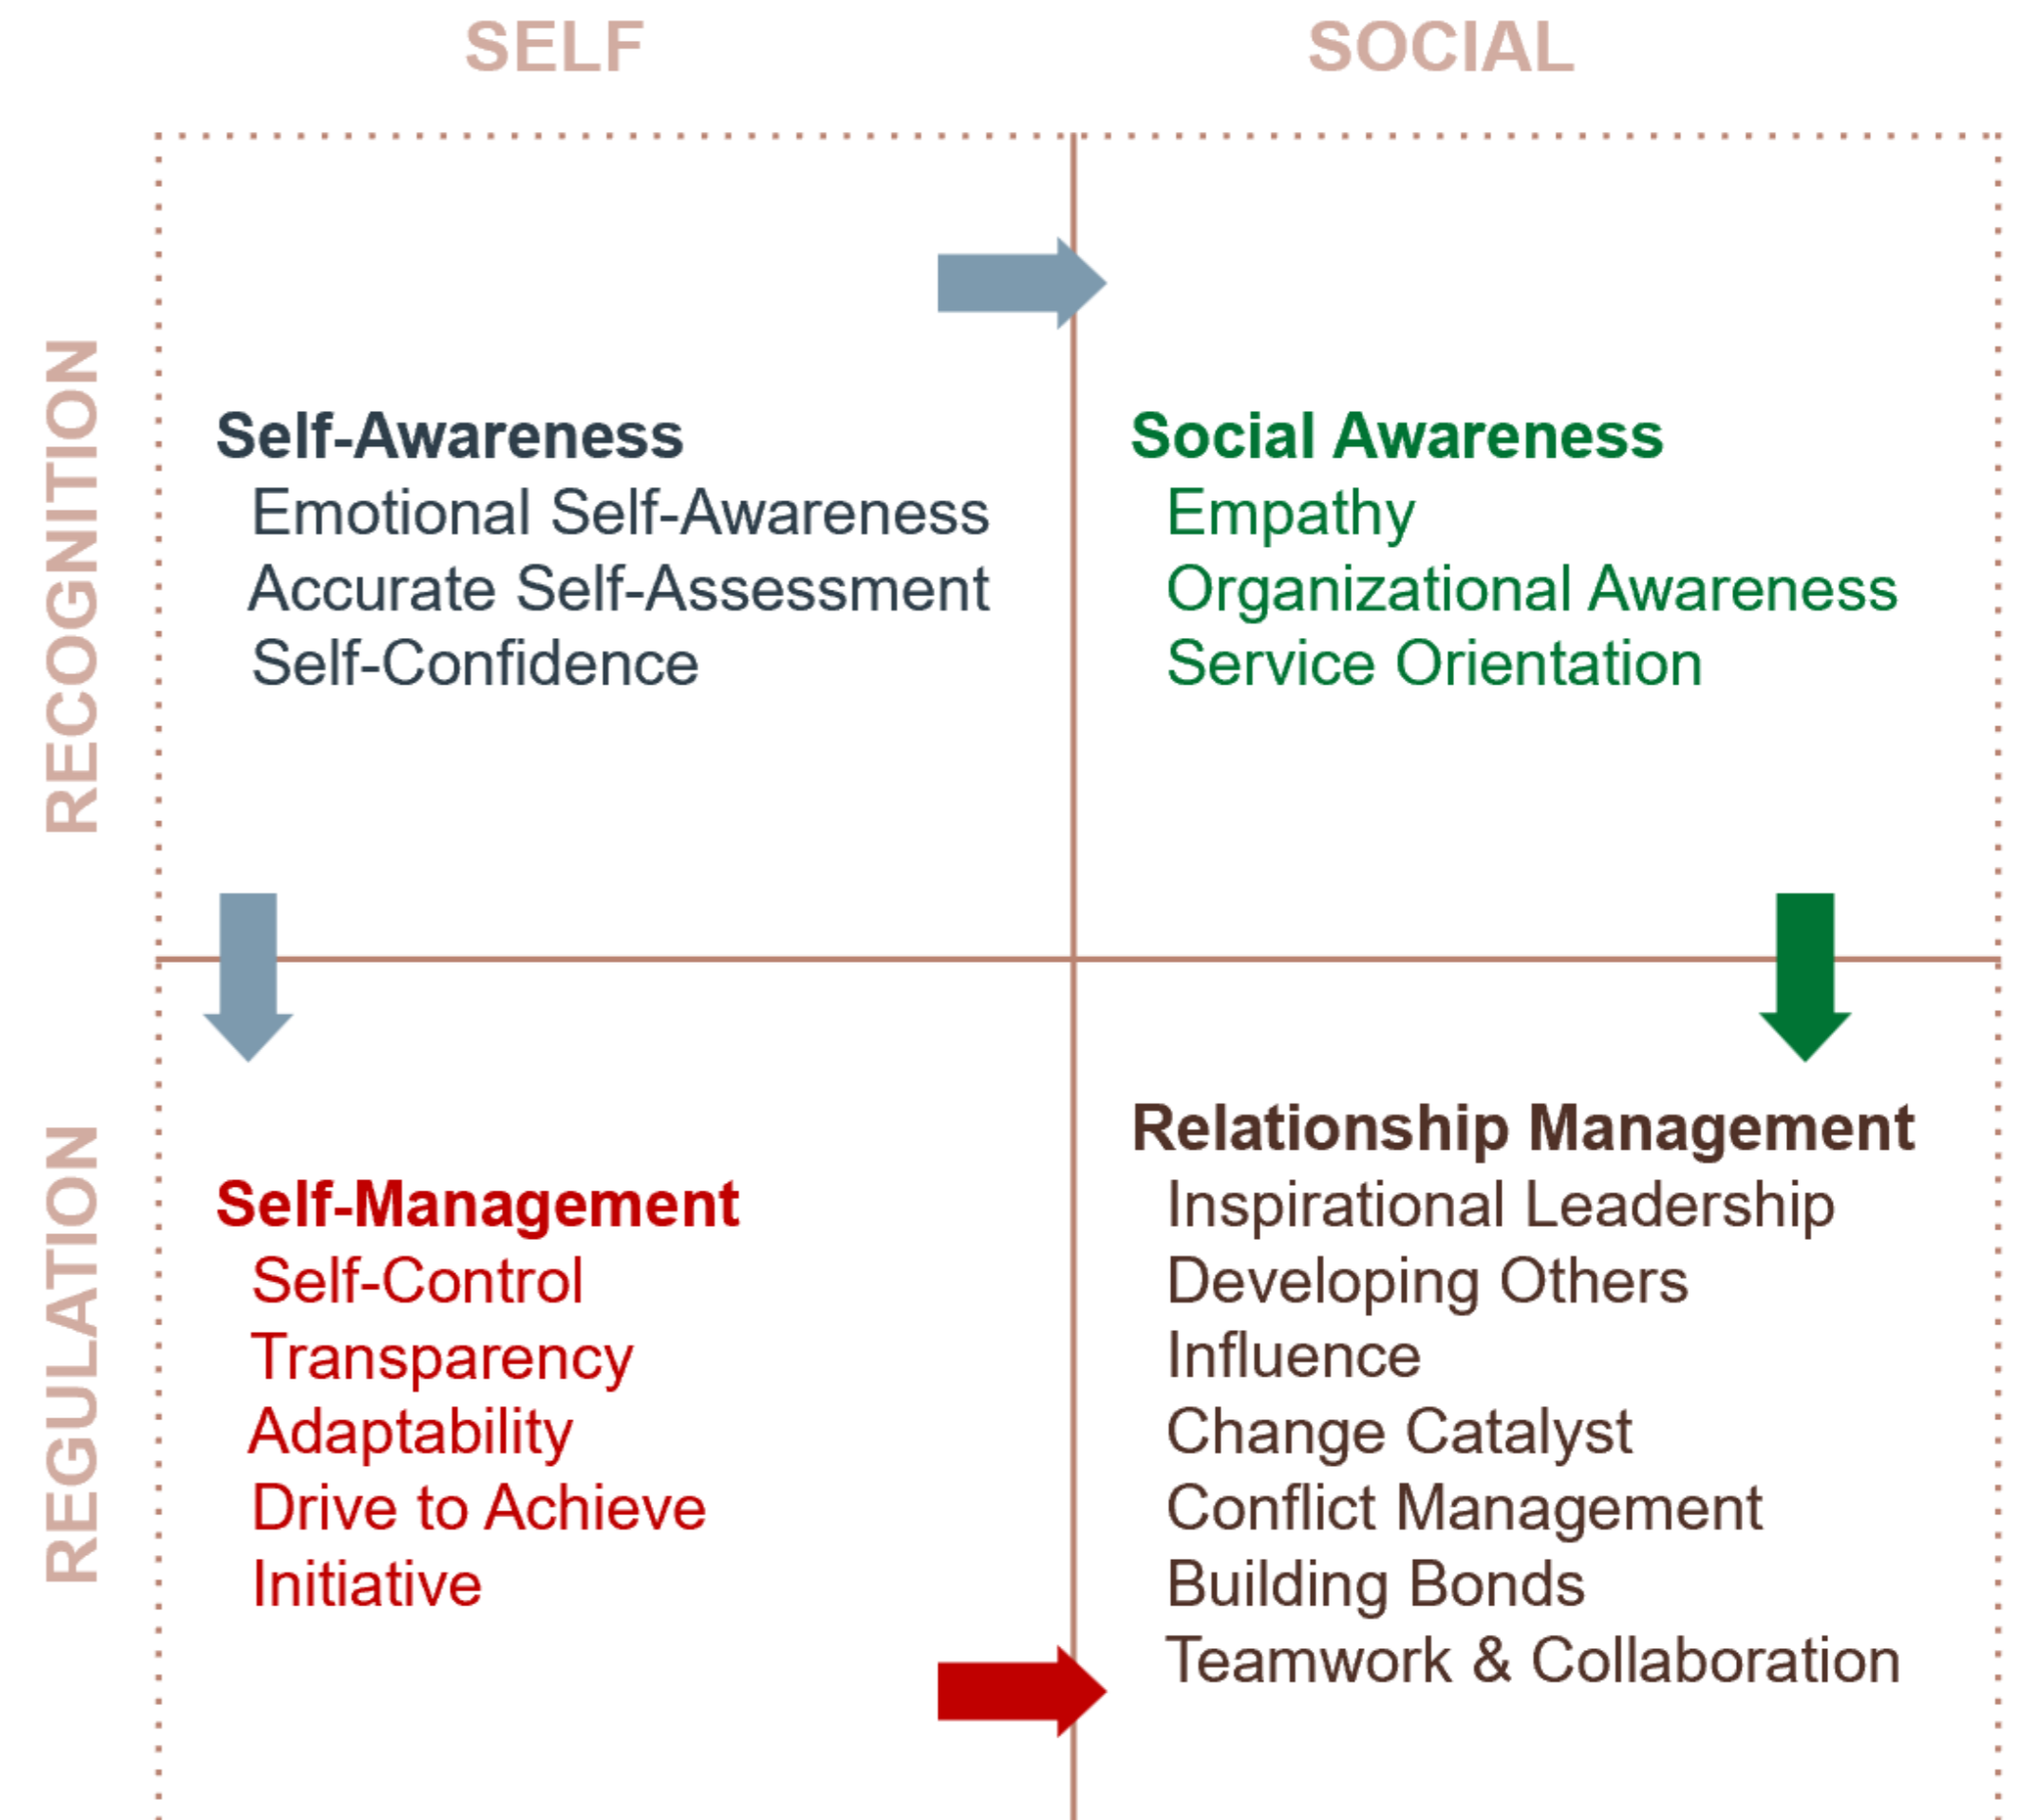 SELF
SOCIAL
RECOGNITION
Self-Awareness
Emotional Self-Awareness
Accurate Self-Assessment
Self-Confidence
Social Awareness
Empathy
Organizational Awareness
Service Orientation
REGULATION
Self-Management
Self-Control
Transparency
Adaptability
Drive to Achieve
Initiative
Relationship Management
Inspirational Leadership
Developing Others
Influence
Change Catalyst
Conflict Management
Building Bonds
Teamwork & Collaboration